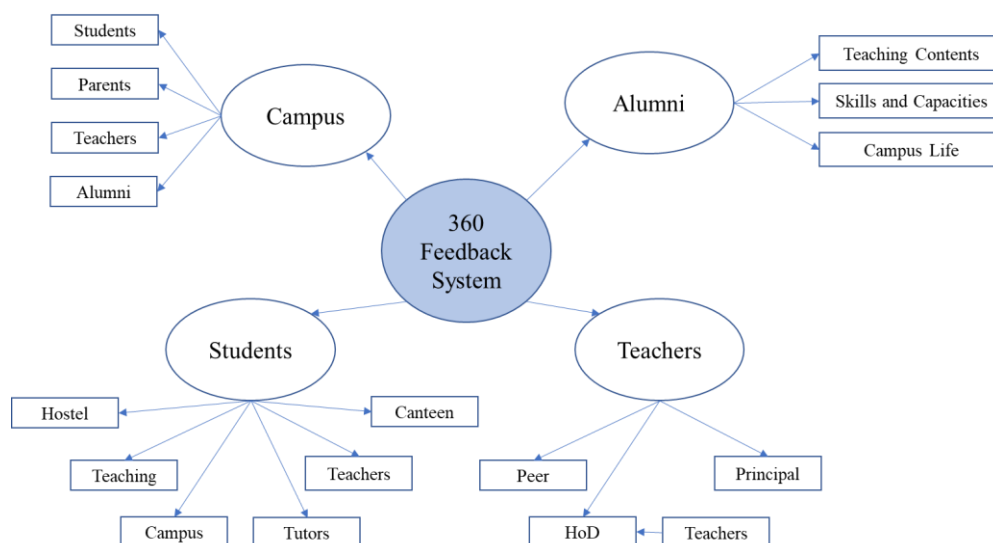 Students
Parents
Teachers
Alumni
Campus
Alumni
Teaching Contents
Skills and Capacities
Campus Life
360
Feedback
System
Students
Teachers
Hostel
Canteen
Teaching
Teachers
Campus
Tutors
Peer
Principal
HoD
Teachers